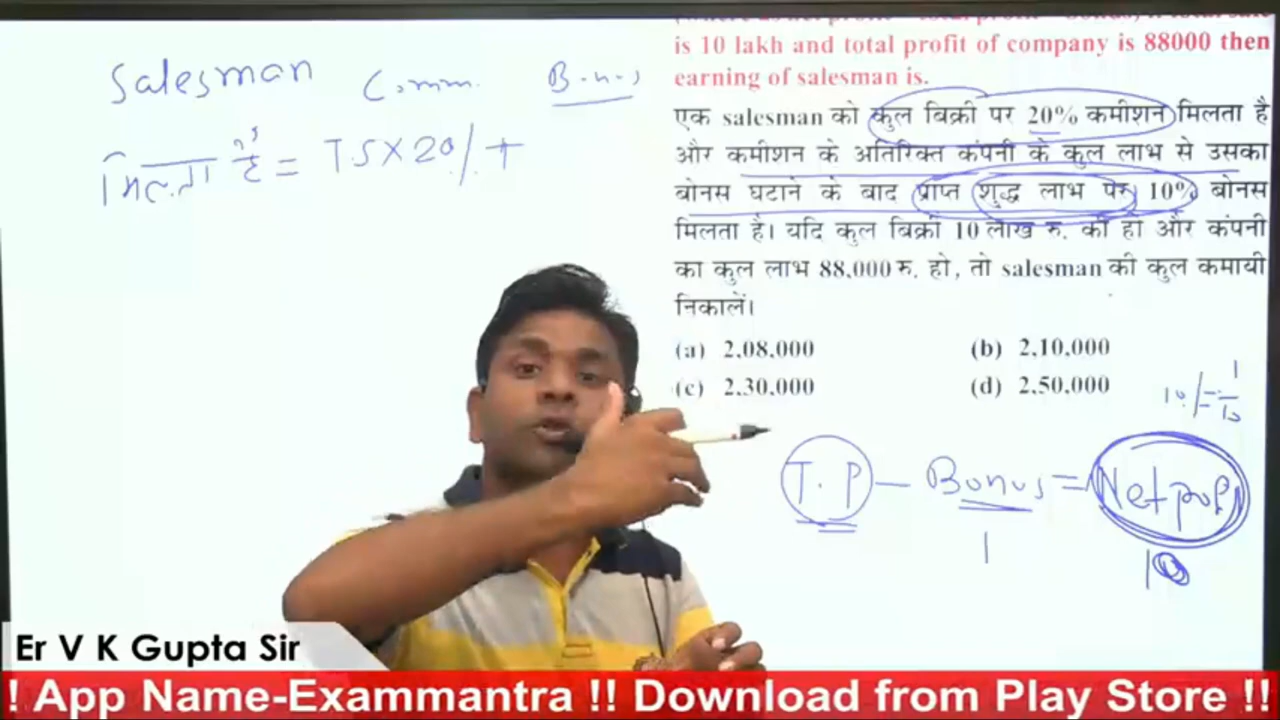 is 10 lakh and total profit of company is 88000 then
earning of salesman is.
एक salesman को कुल बिक्री पर 20% कमीशन मिलता है
और कमीशन के अतिरिक्त कंपनी के कुल लाभ से उसका
बोनस घटाने के बाद प्राप्त शुद्ध लाभ पर 10% बोनस
मिलता है। यदि कुल बिक्री 10 लाख रु. की हो और कंपनी
का कुल लाभ 88,000 रु. हो, तो salesman की कुल कमायी
निकालें।
(a) 2,08,000 (b) 2,10,000
(c) 2,30,000 (d) 2,50,000
Salesman Comm. Bonus
मिलता है = TS×20%+
10% = 1/10
T.P – Bonus = Net profit
1 10
Er V K Gupta Sir
! App Name-Exammantra !! Download from Play Store !!